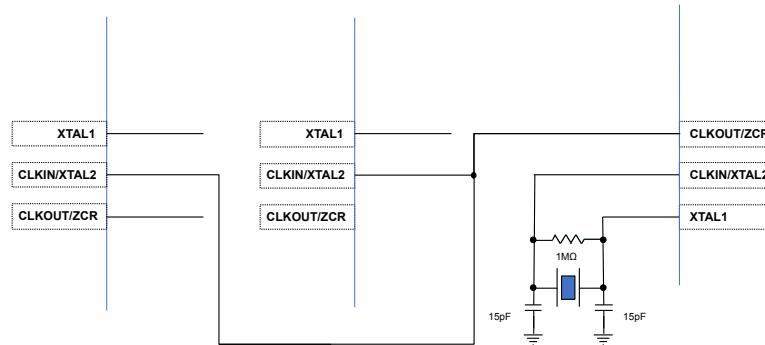 XTAL1
CLKIN/XTAL2
CLKOUT/ZCR
XTAL1
CLKIN/XTAL2
CLKOUT/ZCR
CLKOUT/ZCR
CLKIN/XTAL2
XTAL1
1MΩ
15pF
15pF